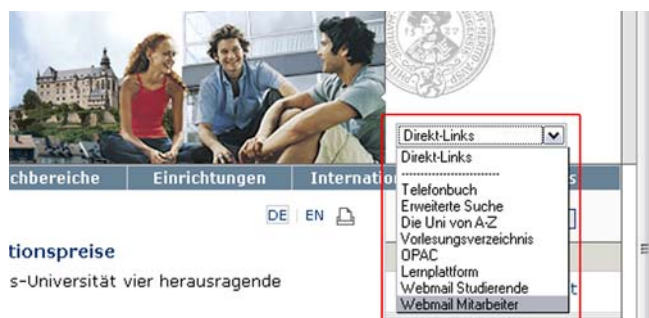 Direkt-Links
Direkt-Links
------------------------
Telefonbuch
Erweiterte Suche
Die Uni von A-Z
Vorlesungsverzeichnis
OPAC
Lernplattform
Webmail Studierende
Webmail Mitarbeiter
chbereiche Einrichtungen Internatio s
DE | EN
tionspreise
s-Universität vier herausragende t